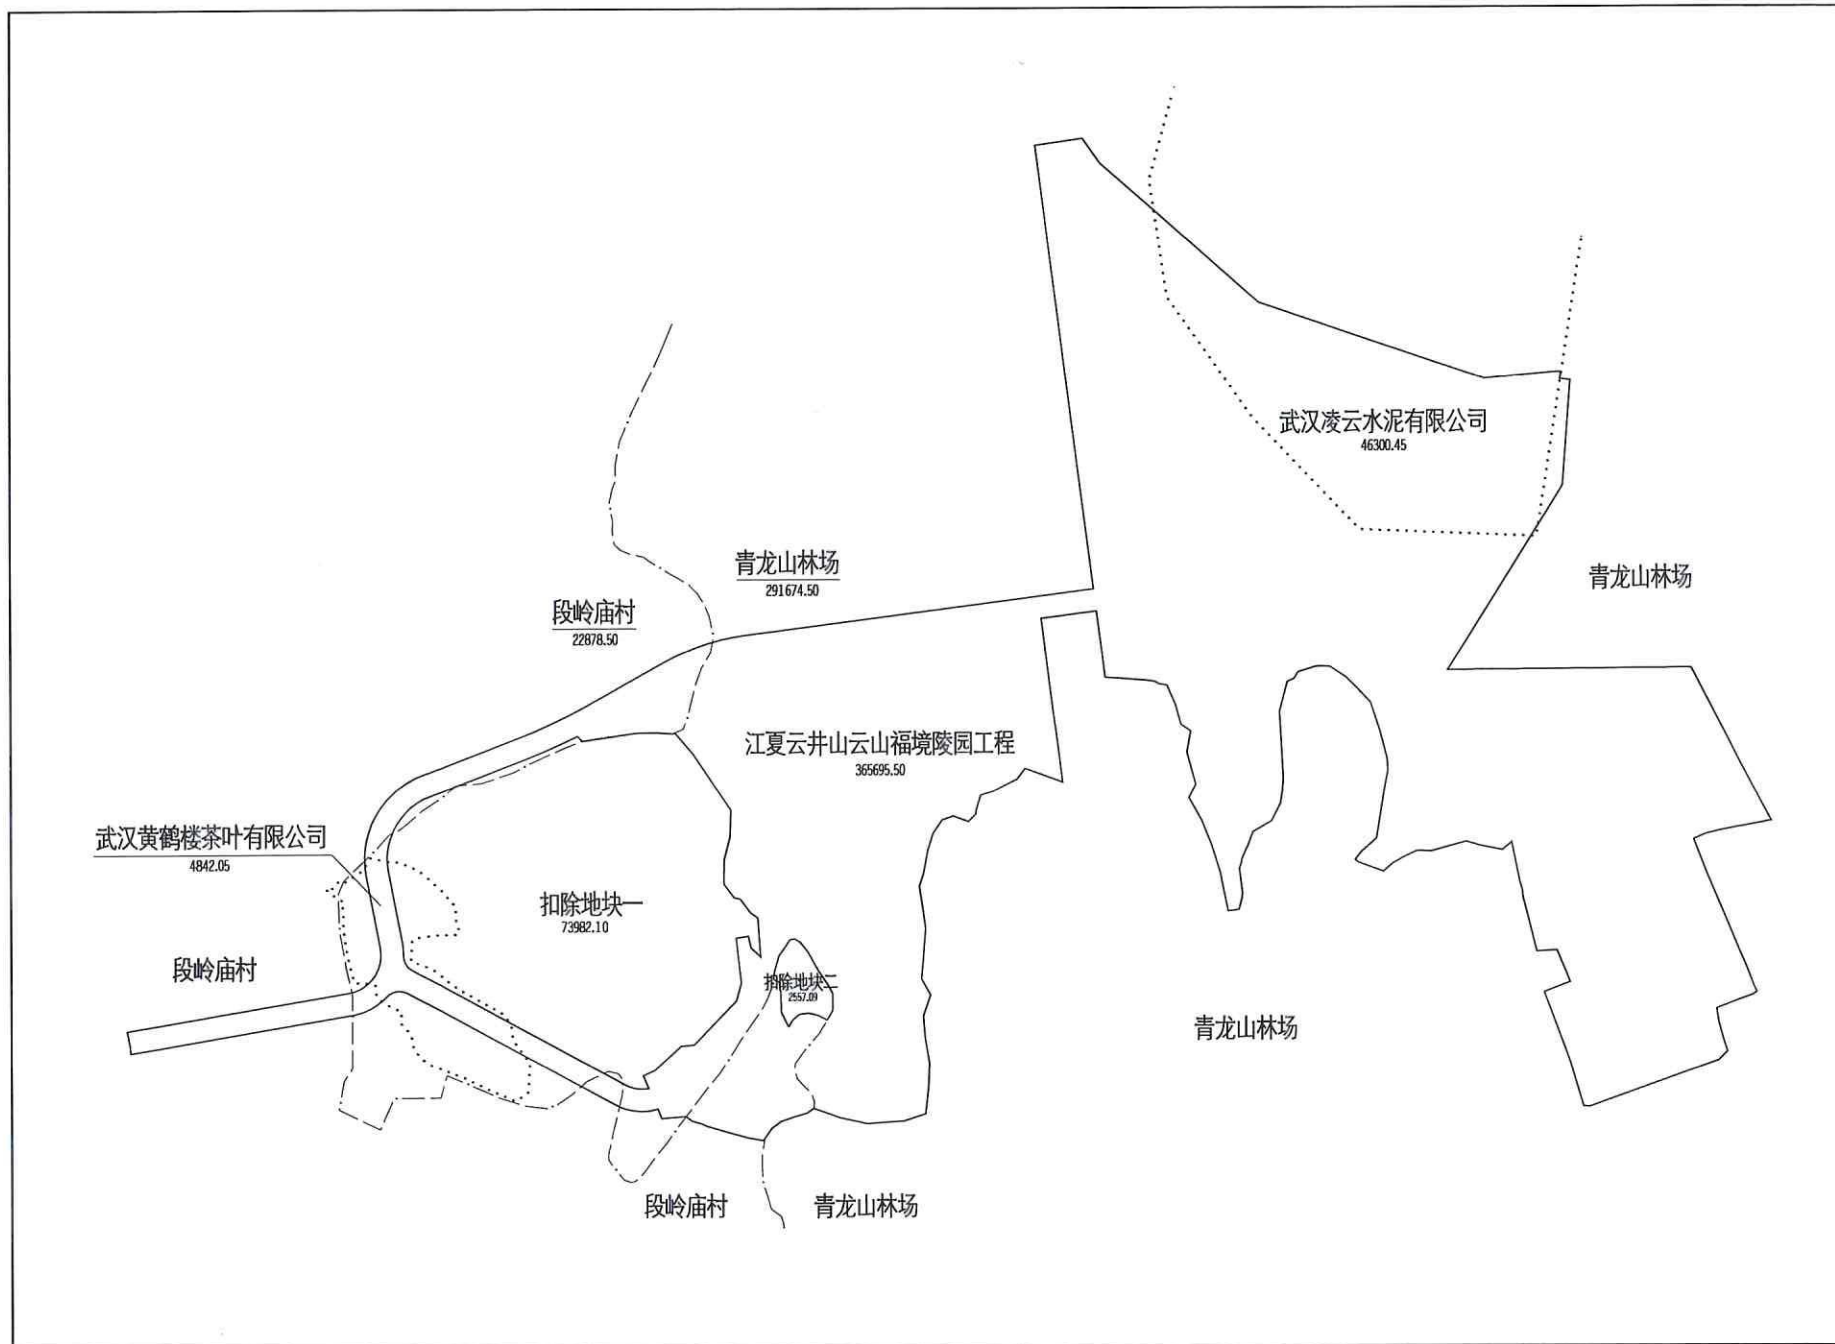 武汉凌云水泥有限公司
46300.45
青龙山林场
291674.50
青龙山林场
段岭庙村
22878.50
江夏云井山云山福境陵园工程
365695.50
武汉黄鹤楼茶叶有限公司
4842.05
扣除地块一
73982.10
段岭庙村
扣除地块二
2557.09
青龙山林场
段岭庙村
青龙山林场